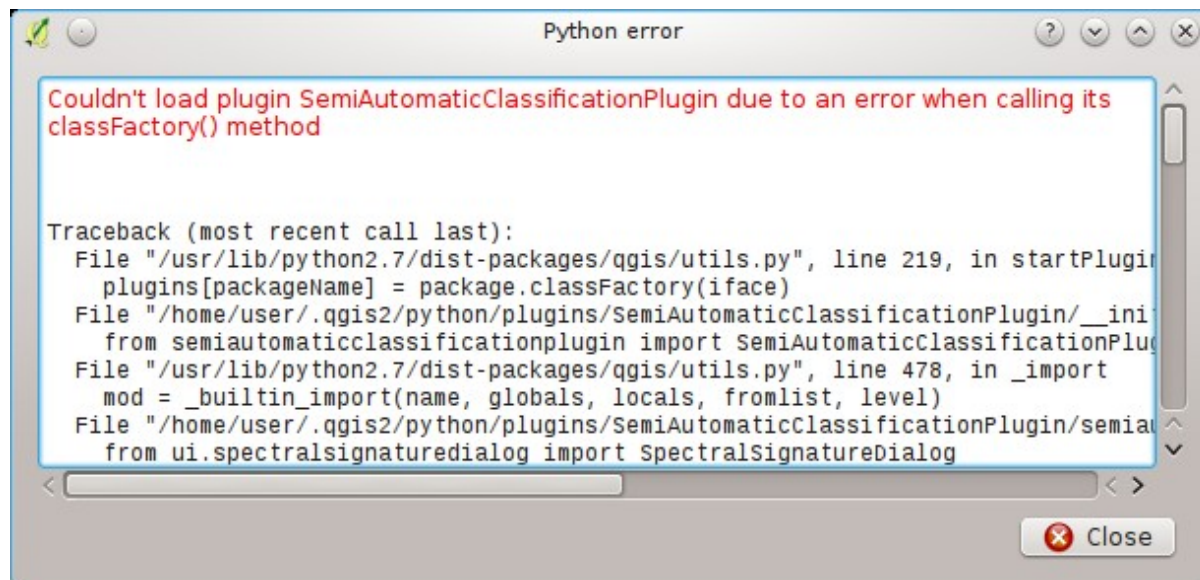 Python error
Couldn't load plugin SemiAutomaticClassificationPlugin due to an error when calling its
classFactory() method
Traceback (most recent call last):
File "/usr/lib/python2.7/dist-packages/qgis/utils.py", line 219, in startPlugin
plugins[packageName] = package.classFactory(iface)
File "/home/user/.qgis2/python/plugins/SemiAutomaticClassificationPlugin/__ini
from semiautomaticclassificationplugin import SemiAutomaticClassificationPlug
File "/usr/lib/python2.7/dist-packages/qgis/utils.py", line 478, in _import
mod = _builtin_import(name, globals, locals, fromlist, level)
File "/home/user/.qgis2/python/plugins/SemiAutomaticClassificationPlugin/semiau
from ui.spectralsignaturedialog import SpectralSignatureDialog
Close